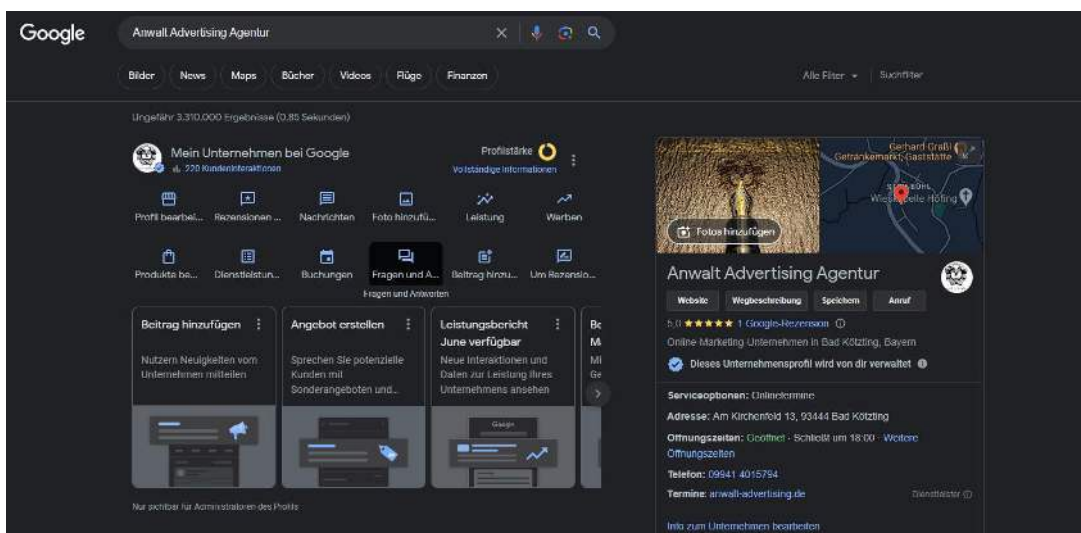 Google
Anwalt Advertising Agentur
Bilder News Maps Bücher Videos Flüge Finanzen
Alle Filter
Suchfilter
Ungefähr 3.310.000 Ergebnisse (0,85 Sekunden)
Mein Unternehmen bei Google
220 Kundeninteraktionen
Profilstärke
Vollständige Informationen
Profil bearbei... Rezensionen ... Nachrichten Foto hinzufü... Leistung Werben
Produkte be... Dienstleistun... Buchungen Fragen und A... Beitrag hinzu... Um Rezensio...
Fragen und Antworten
Beitrag hinzufügen
Nutzern Neuigkeiten vom
Unternehmen mitteilen
Angebot erstellen
Sprechen Sie potenzielle
Kunden mit
Sonderangeboten und...
Leistungsbericht
June verfügbar
Neue Interaktionen und
Daten zur Leistung Ihres
Unternehmens ansehen
Google
Nur sichtbar für Administratoren des Profils
Gerhard Graßl
Getränkemarkt, Gaststätte
Fotos hinzufügen
Anwalt Advertising Agentur
Website Wegbeschreibung Speichern Anruf
5,0 ★★★★★ 1 Google-Rezension
Online-Marketing-Unternehmen in Bad Kötzting, Bayern
Dieses Unternehmensprofil wird von dir verwaltet
Serviceoptionen: Onlinetermine
Adresse: Am Kirchenfeld 13, 93444 Bad Kötzting
Öffnungszeiten: Geöffnet · Schließt um 18:00 · Weitere
Öffnungszeiten
Telefon: 09941 4015794
Termine: anwalt-advertising.de
Dienstleister
Info zum Unternehmen bearbeiten